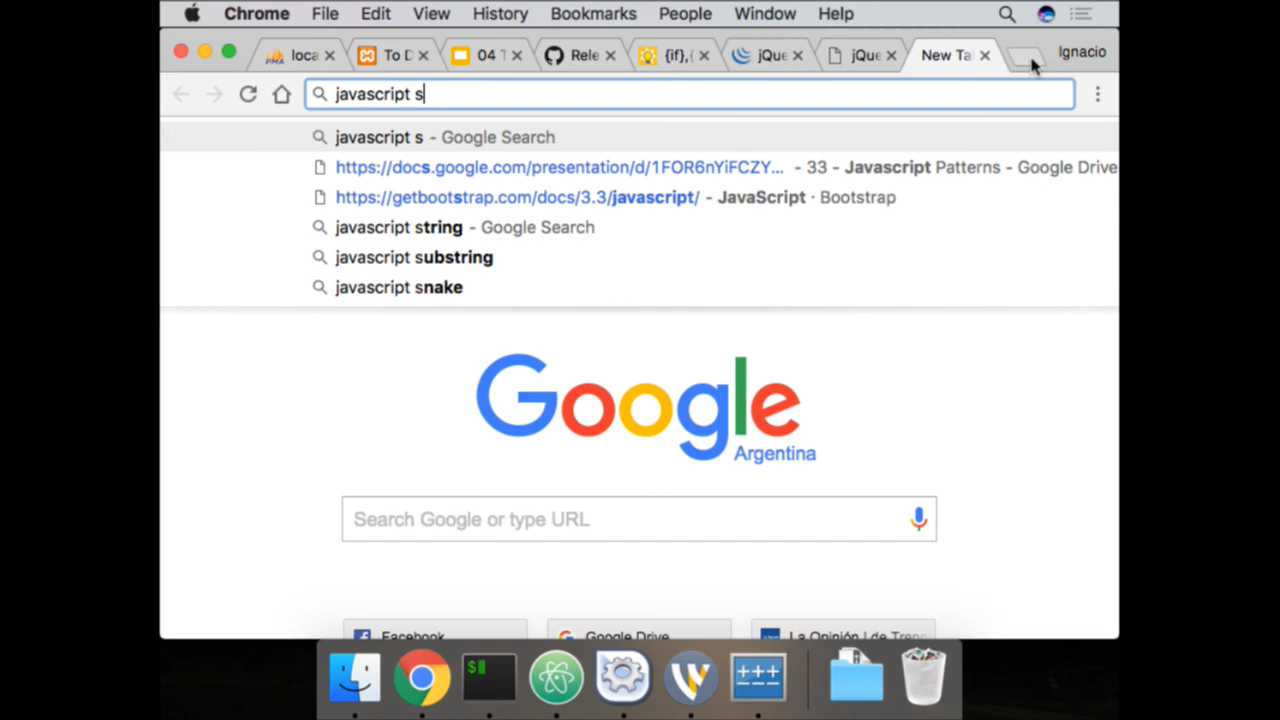 Chrome File Edit View History Bookmarks People Window Help
loca To D 04 T Rele {if},{ jQue jQue New Ta Ignacio
javascript s
javascript s - Google Search
https://docs.google.com/presentation/d/1FOR6nYiFCZY... - 33 - Javascript Patterns - Google Drive
https://getbootstrap.com/docs/3.3/javascript/ - JavaScript · Bootstrap
javascript string - Google Search
javascript substring
javascript snake
Google
Argentina
Search Google or type URL
Facebook Google Drive La Opinión | de Trenq
$
+++